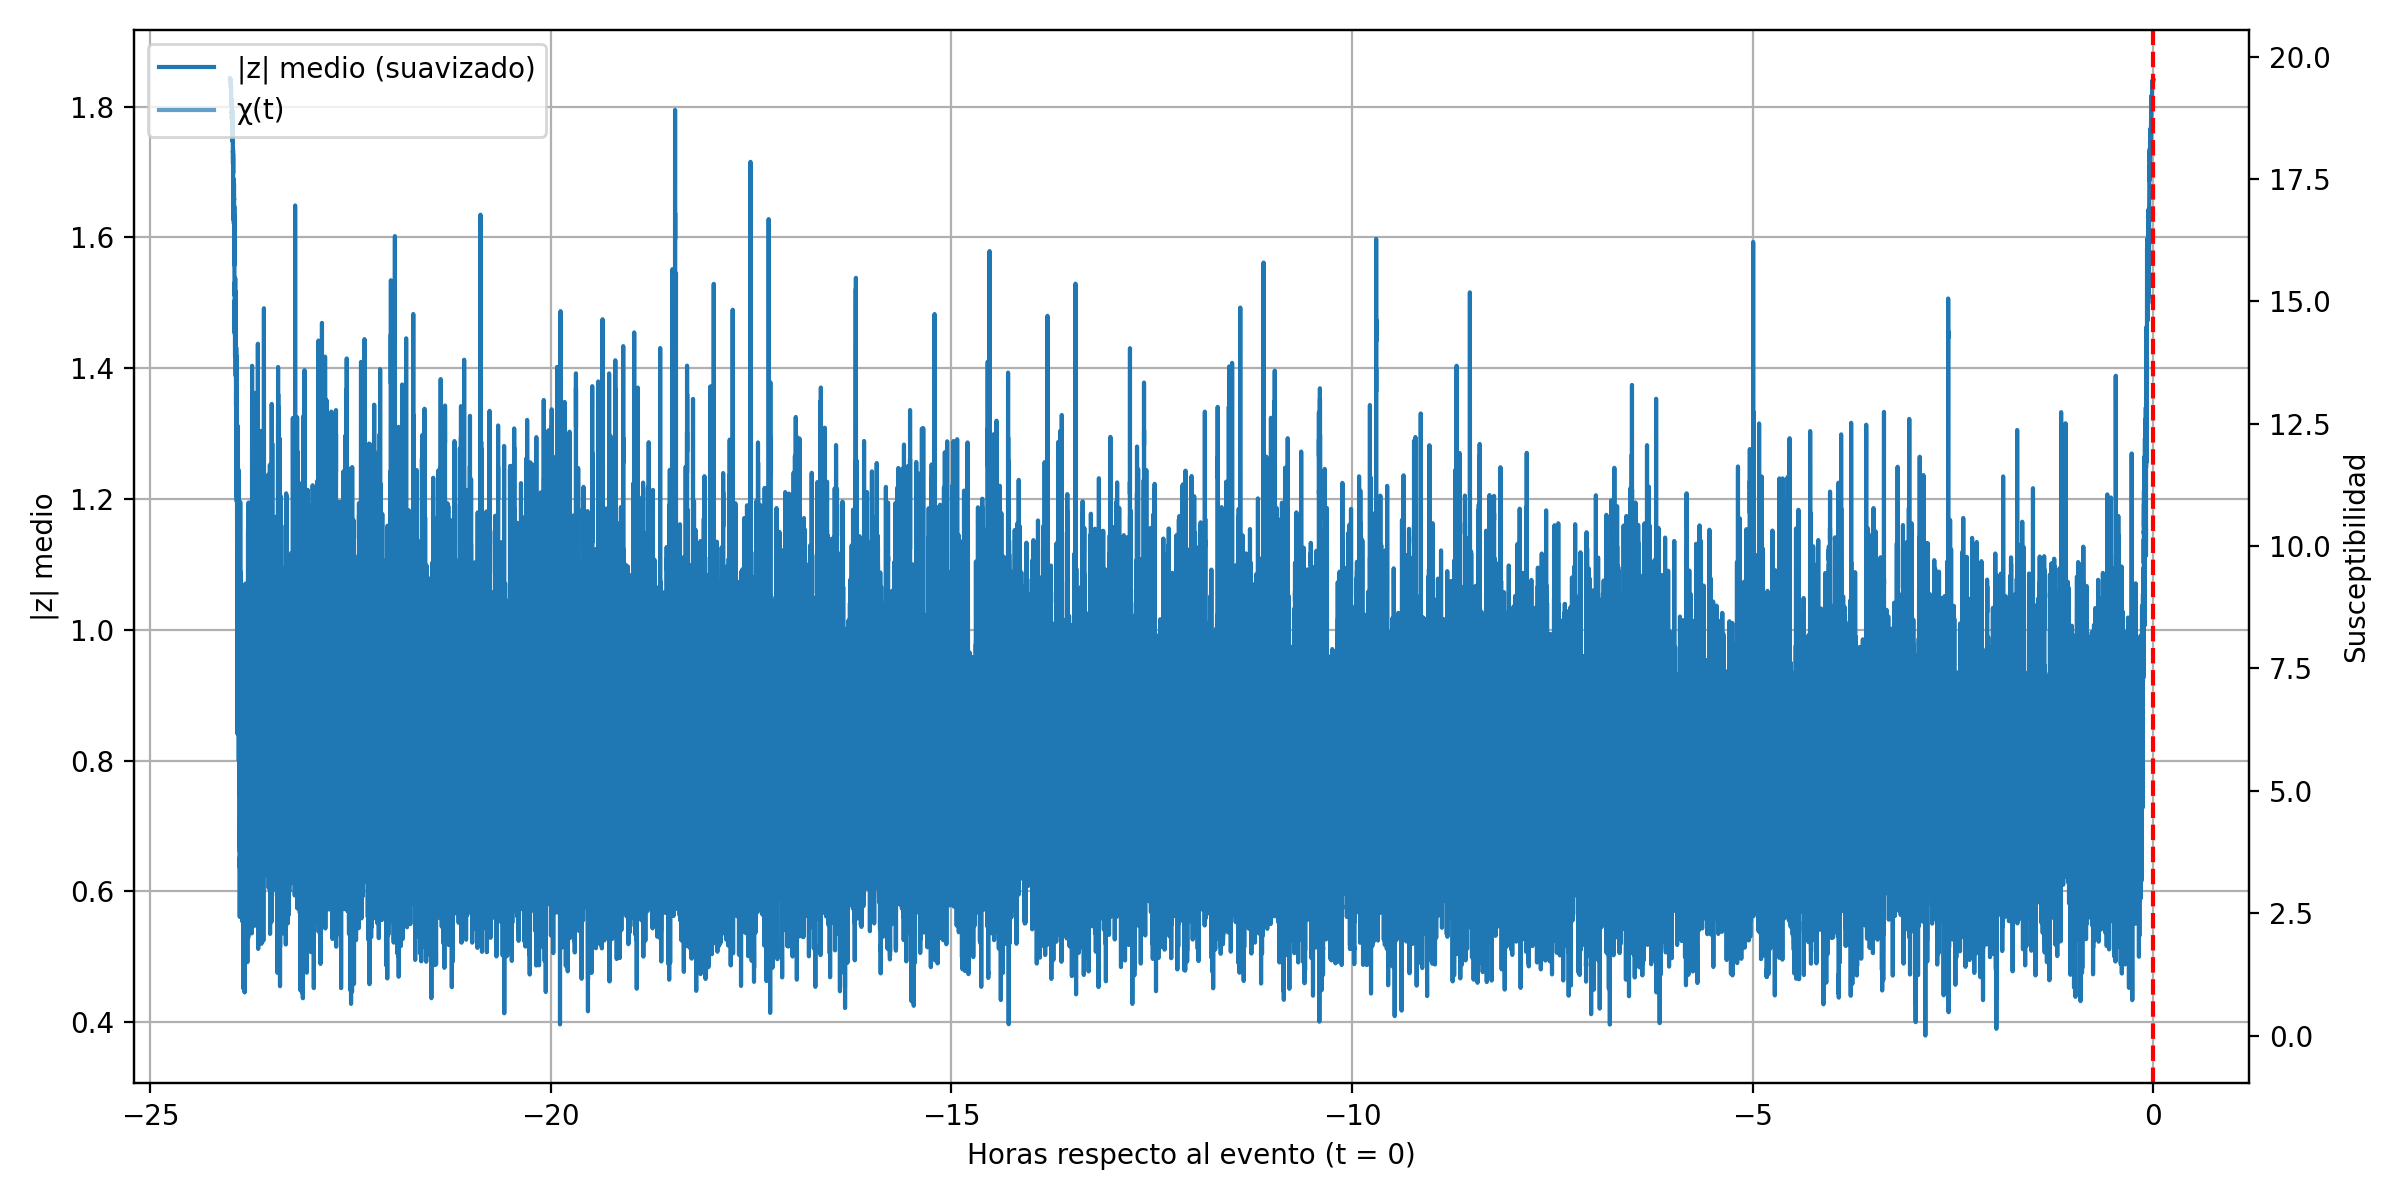 |z| medio (suavizado)
χ(t)
1.8
1.6
1.4
1.2
1.0
0.8
0.6
0.4
|z| medio
20.0
17.5
15.0
12.5
10.0
7.5
5.0
2.5
0.0
Susceptibilidad
−25 −20 −15 −10 −5 0
Horas respecto al evento (t = 0)